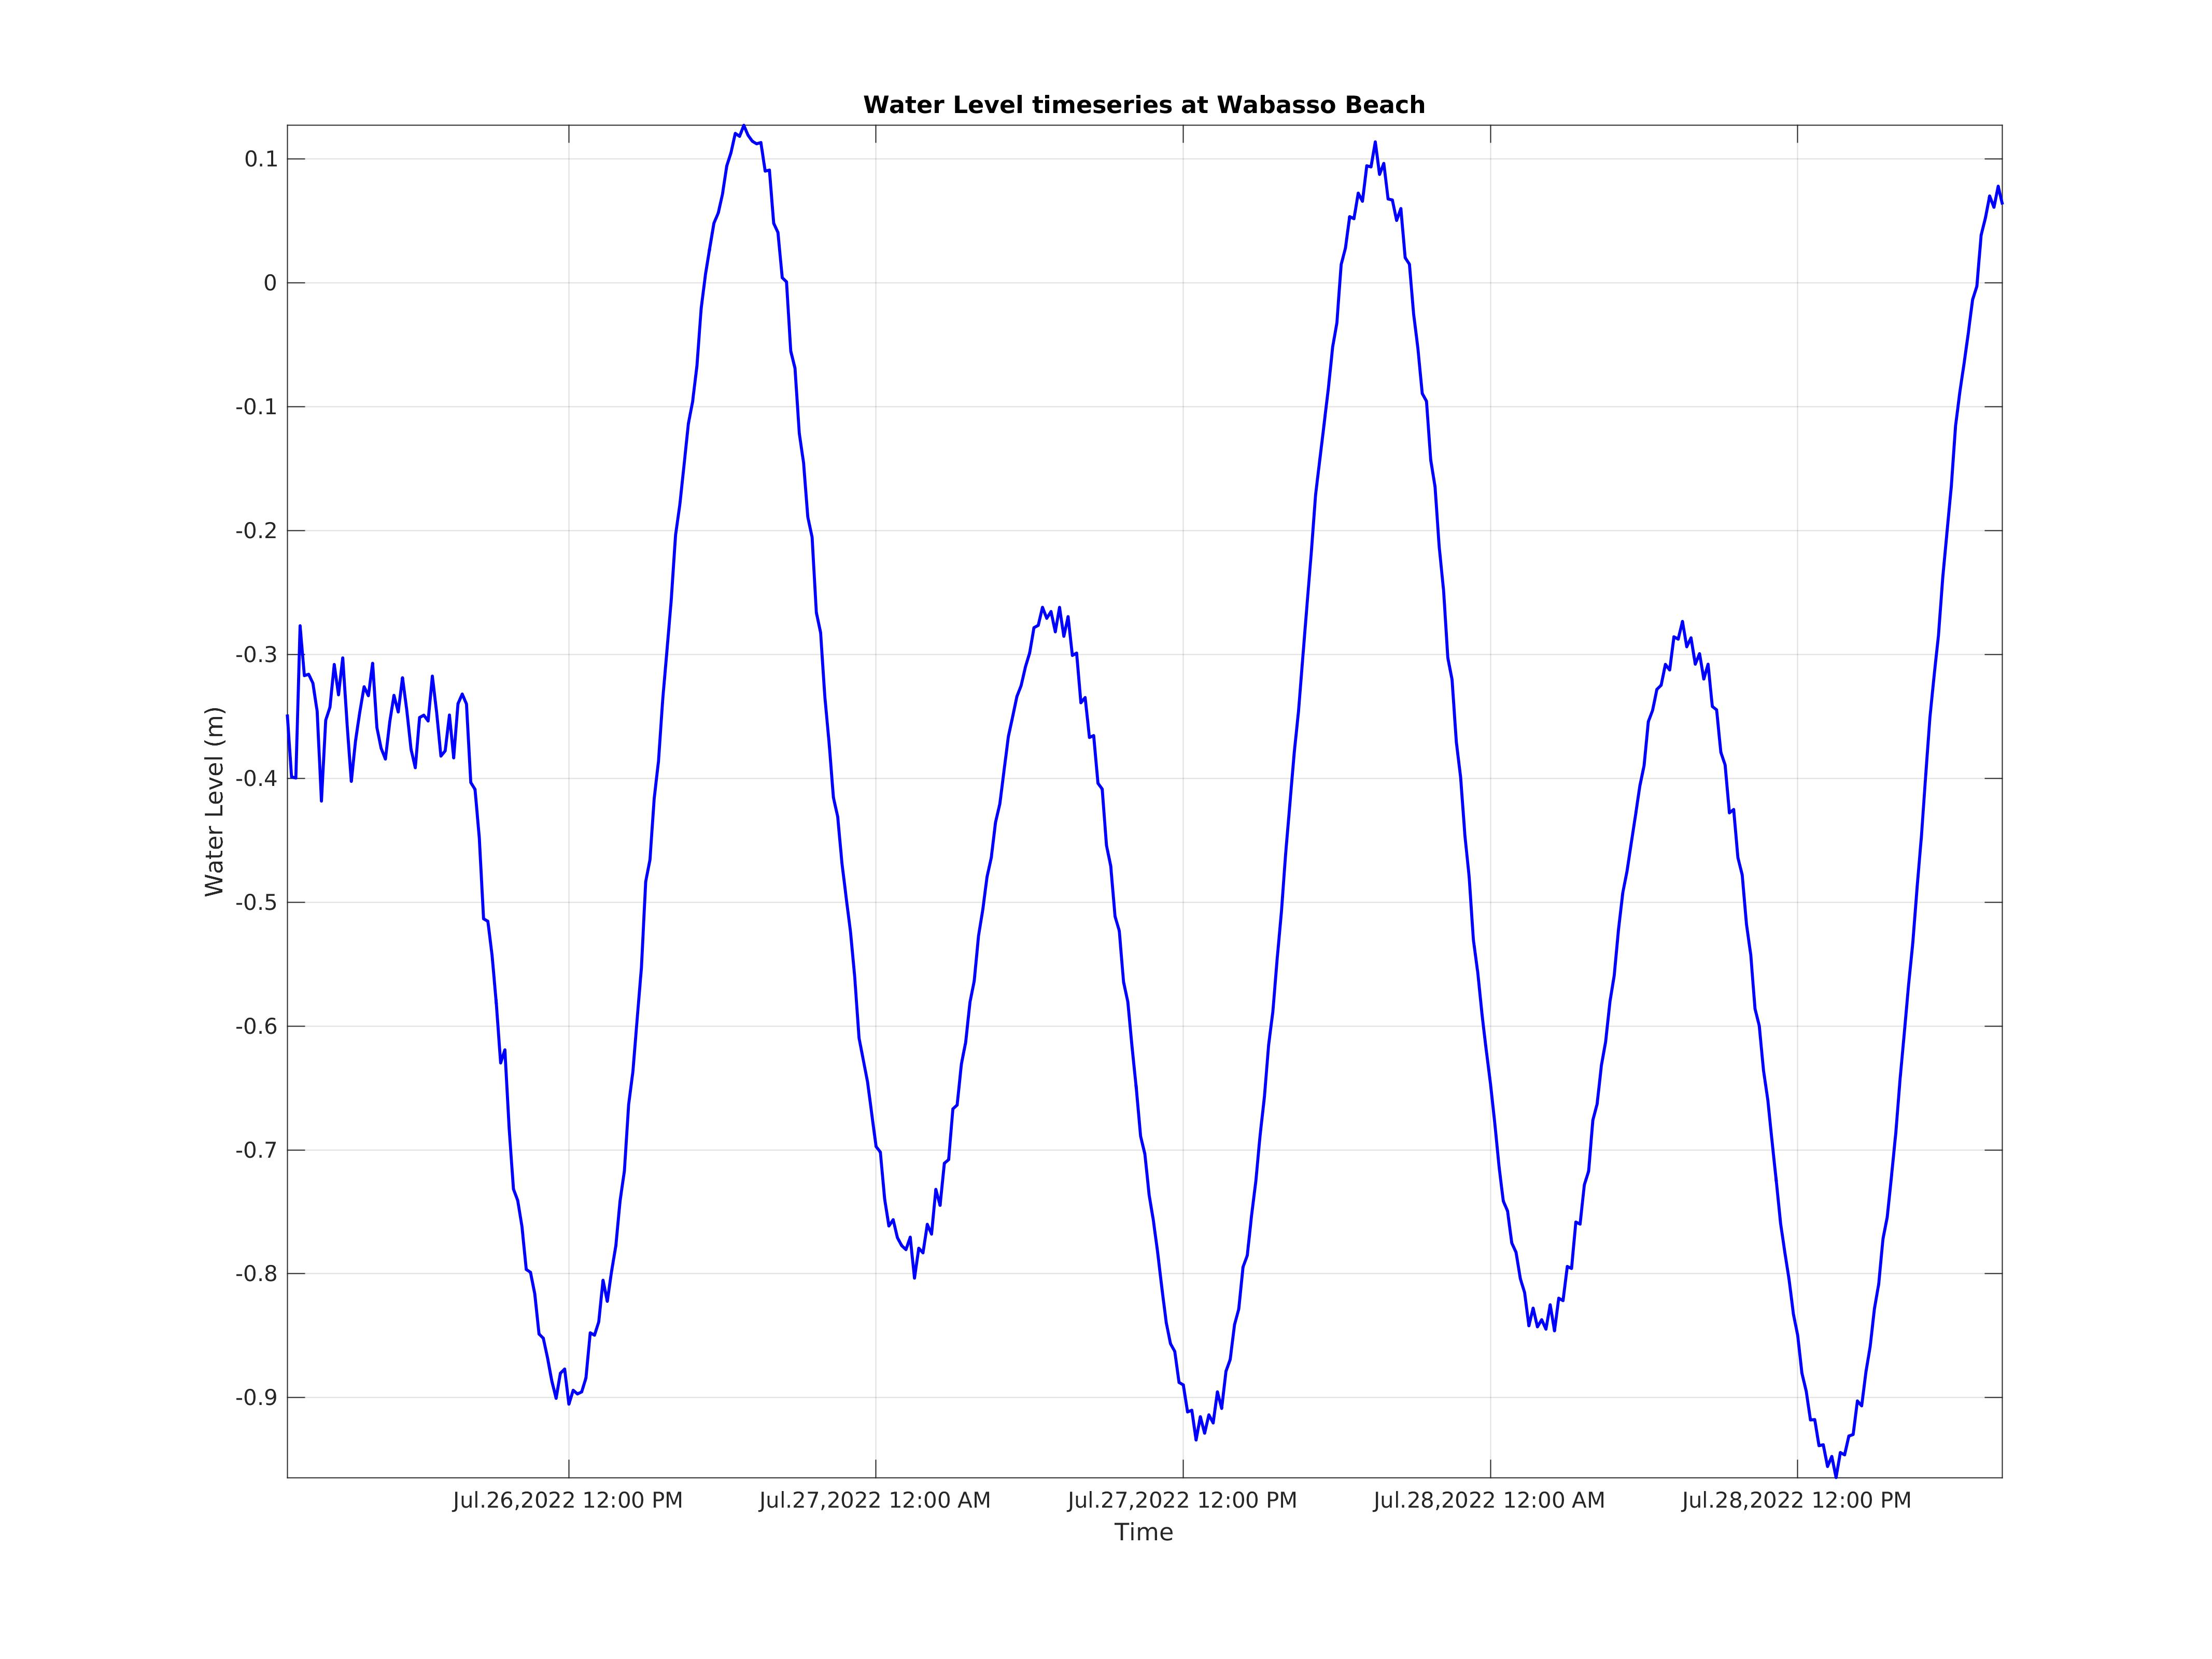 Water Level timeseries at Wabasso Beach
0.1
0
-0.1
-0.2
-0.3
-0.4
-0.5
-0.6
-0.7
-0.8
-0.9
Water Level (m)
Jul.26,2022 12:00 PM
Jul.27,2022 12:00 AM
Jul.27,2022 12:00 PM
Jul.28,2022 12:00 AM
Jul.28,2022 12:00 PM
Time